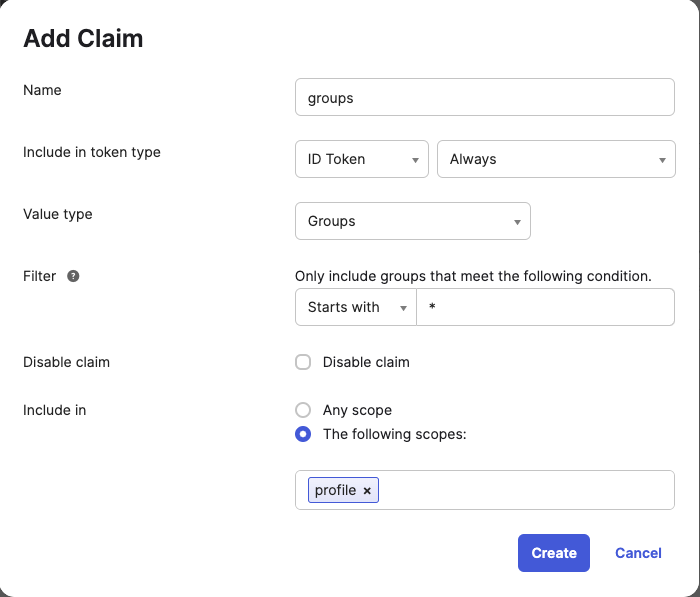 Add Claim
Name
groups
Include in token type
ID Token
Always
Value type
Groups
Filter ?
Only include groups that meet the following condition.
Starts with
*
Disable claim
Disable claim
Include in
Any scope
The following scopes:
profile ×
Create
Cancel